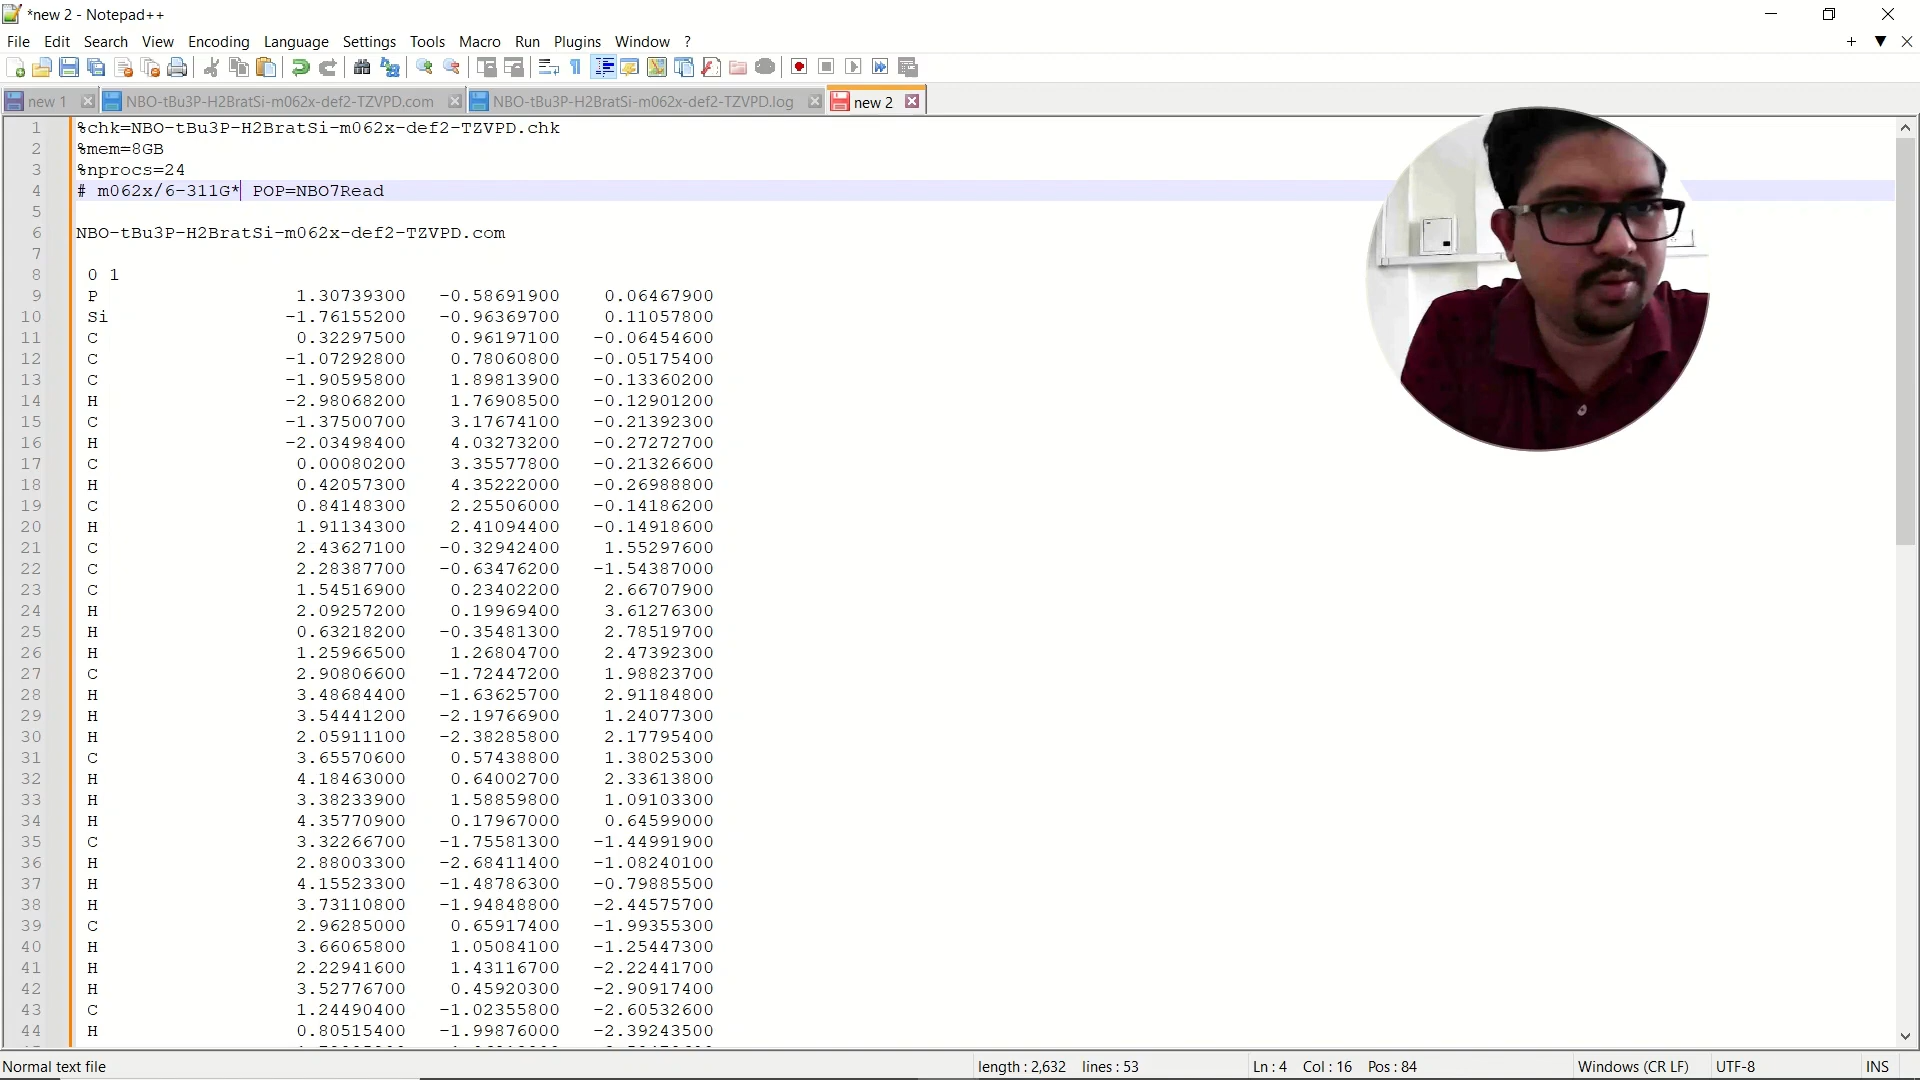 *new 2 - Notepad++
File Edit Search View Encoding Language Settings Tools Macro Run Plugins Window ?
new 1 NBO-tBu3P-H2BratSi-m062x-def2-TZVPD.com NBO-tBu3P-H2BratSi-m062x-def2-TZVPD.log new 2
1 %chk=NBO-tBu3P-H2BratSi-m062x-def2-TZVPD.chk
2 %mem=8GB
3 %nprocs=24
4 # m062x/6-311G* POP=NBO7Read
5
6 NBO-tBu3P-H2BratSi-m062x-def2-TZVPD.com
7
8 0 1
9 P 1.30739300 -0.58691900 0.06467900
10 Si -1.76155200 -0.96369700 0.11057800
11 C 0.32297500 0.96197100 -0.06454600
12 C -1.07292800 0.78060800 -0.05175400
13 C -1.90595800 1.89813900 -0.13360200
14 H -2.98068200 1.76908500 -0.12901200
15 C -1.37500700 3.17674100 -0.21392300
16 H -2.03498400 4.03273200 -0.27272700
17 C 0.00080200 3.35577800 -0.21326600
18 H 0.42057300 4.35222000 -0.26988800
19 C 0.84148300 2.25506000 -0.14186200
20 H 1.91134300 2.41094400 -0.14918600
21 C 2.43627100 -0.32942400 1.55297600
22 C 2.28387700 -0.63476200 -1.54387000
23 C 1.54516900 0.23402200 2.66707900
24 H 2.09257200 0.19969400 3.61276300
25 H 0.63218200 -0.35481300 2.78519700
26 H 1.25966500 1.26804700 2.47392300
27 C 2.90806600 -1.72447200 1.98823700
28 H 3.48684400 -1.63625700 2.91184800
29 H 3.54441200 -2.19766900 1.24077300
30 H 2.05911100 -2.38285800 2.17795400
31 C 3.65570600 0.57438800 1.38025300
32 H 4.18463000 0.64002700 2.33613800
33 H 3.38233900 1.58859800 1.09103300
34 H 4.35770900 0.17967000 0.64599000
35 C 3.32266700 -1.75581300 -1.44991900
36 H 2.88003300 -2.68411400 -1.08240100
37 H 4.15523300 -1.48786300 -0.79885500
38 H 3.73110800 -1.94848800 -2.44575700
39 C 2.96285000 0.65917400 -1.99355300
40 H 3.66065800 1.05084100 -1.25447300
41 H 2.22941600 1.43116700 -2.22441700
42 H 3.52776700 0.45920300 -2.90917400
43 C 1.24490400 -1.02355800 -2.60532600
44 H 0.80515400 -1.99876000 -2.39243500
Normal text file length : 2,632 lines : 53 Ln : 4 Col : 16 Pos : 84 Windows (CR LF) UTF-8 INS